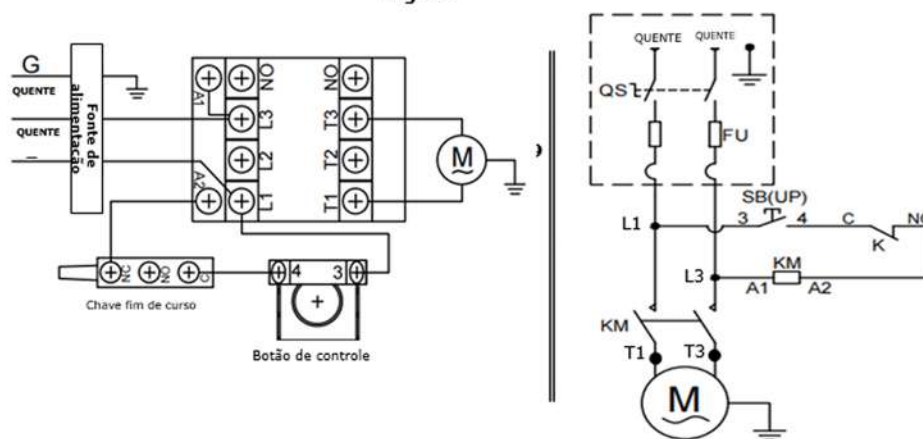 G
QUENTE
QUENTE
Fonte de
alimentação
A1
NO
L3
L2
A2
L1
NO
T3
T2
T1
M
NC
NO
C
Chave fim de curso
4
3
Botão de controle
QUENTE
QUENTE
QS
FU
SB(UP)
L1
3
4
C
K
L3
KM
A1
A2
KM
T1
T3
M